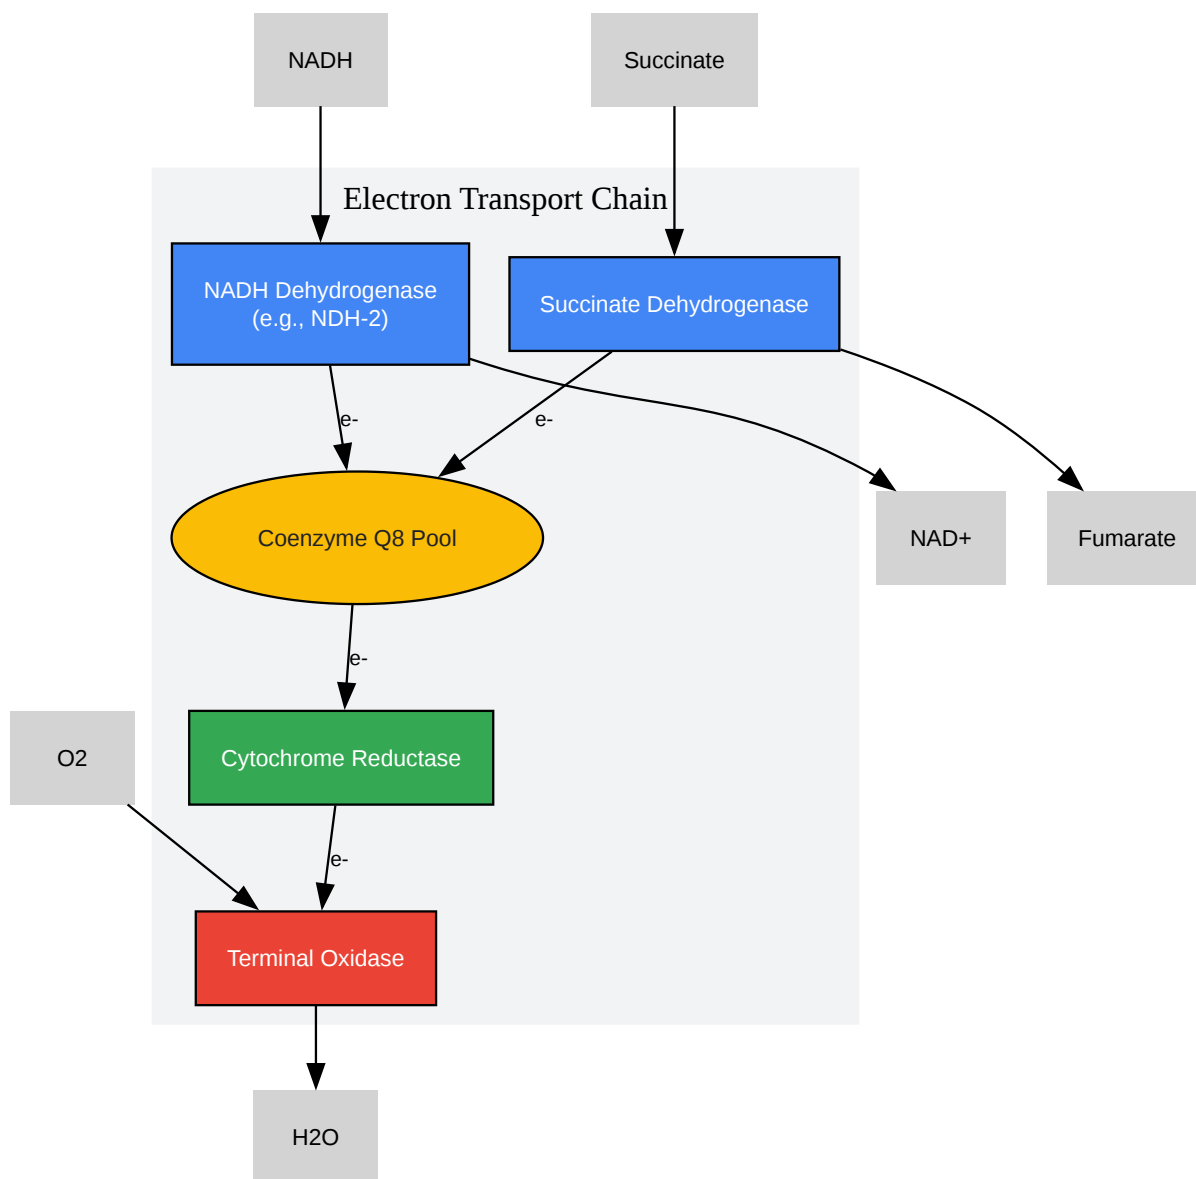 NADH
Succinate
Electron Transport Chain
NADH Dehydrogenase
(e.g., NDH-2)
Succinate Dehydrogenase
e-
e-
Coenzyme Q8 Pool
NAD+
Fumarate
e-
O2
Cytochrome Reductase
e-
Terminal Oxidase
H2O